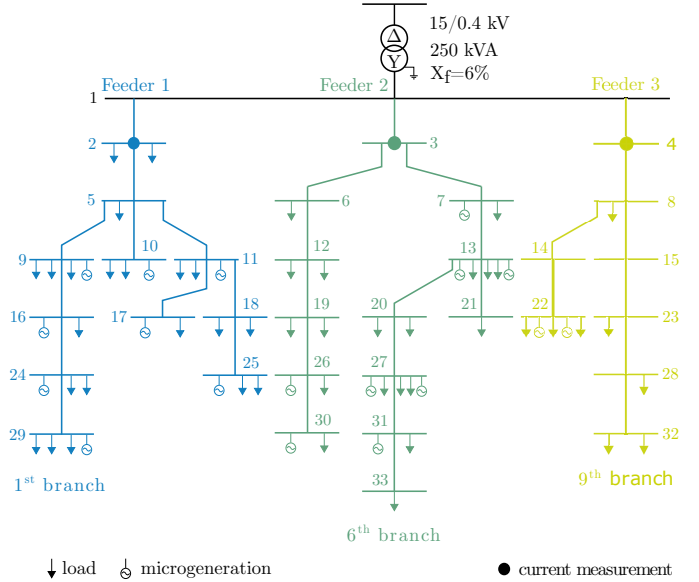 15/0.4 kV
Δ
250 kVA
Y
X_f=6%
Feeder 1
Feeder 2
Feeder 3
1
2
3
4
5
6
7
8
9
10
11
12
13
14
15
16
17
18
19
20
21
22
23
24
25
26
27
28
29
30
31
32
1st branch
33
9th branch
6th branch
load
microgeneration
current measurement